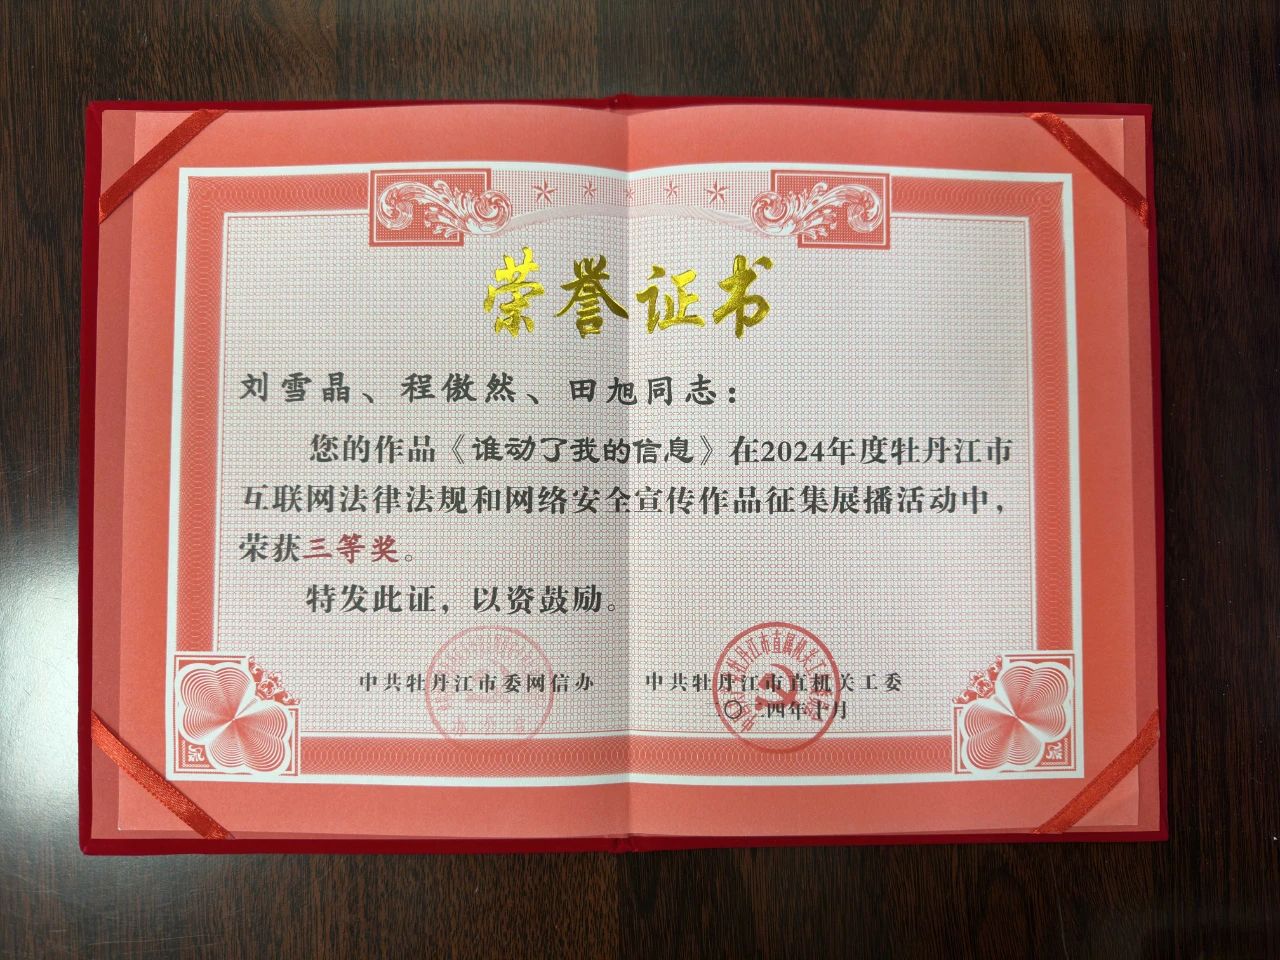 荣誉证书
刘雪晶、程傲然、田旭同志：
您的作品《谁动了我的信息》在2024年度牡丹江市
互联网法律法规和网络安全宣传作品征集展播活动中，
荣获三等奖。
特发此证，以资鼓励。
中共牡丹江市委网信办 中共牡丹江市直机关工委
〇二四年十月